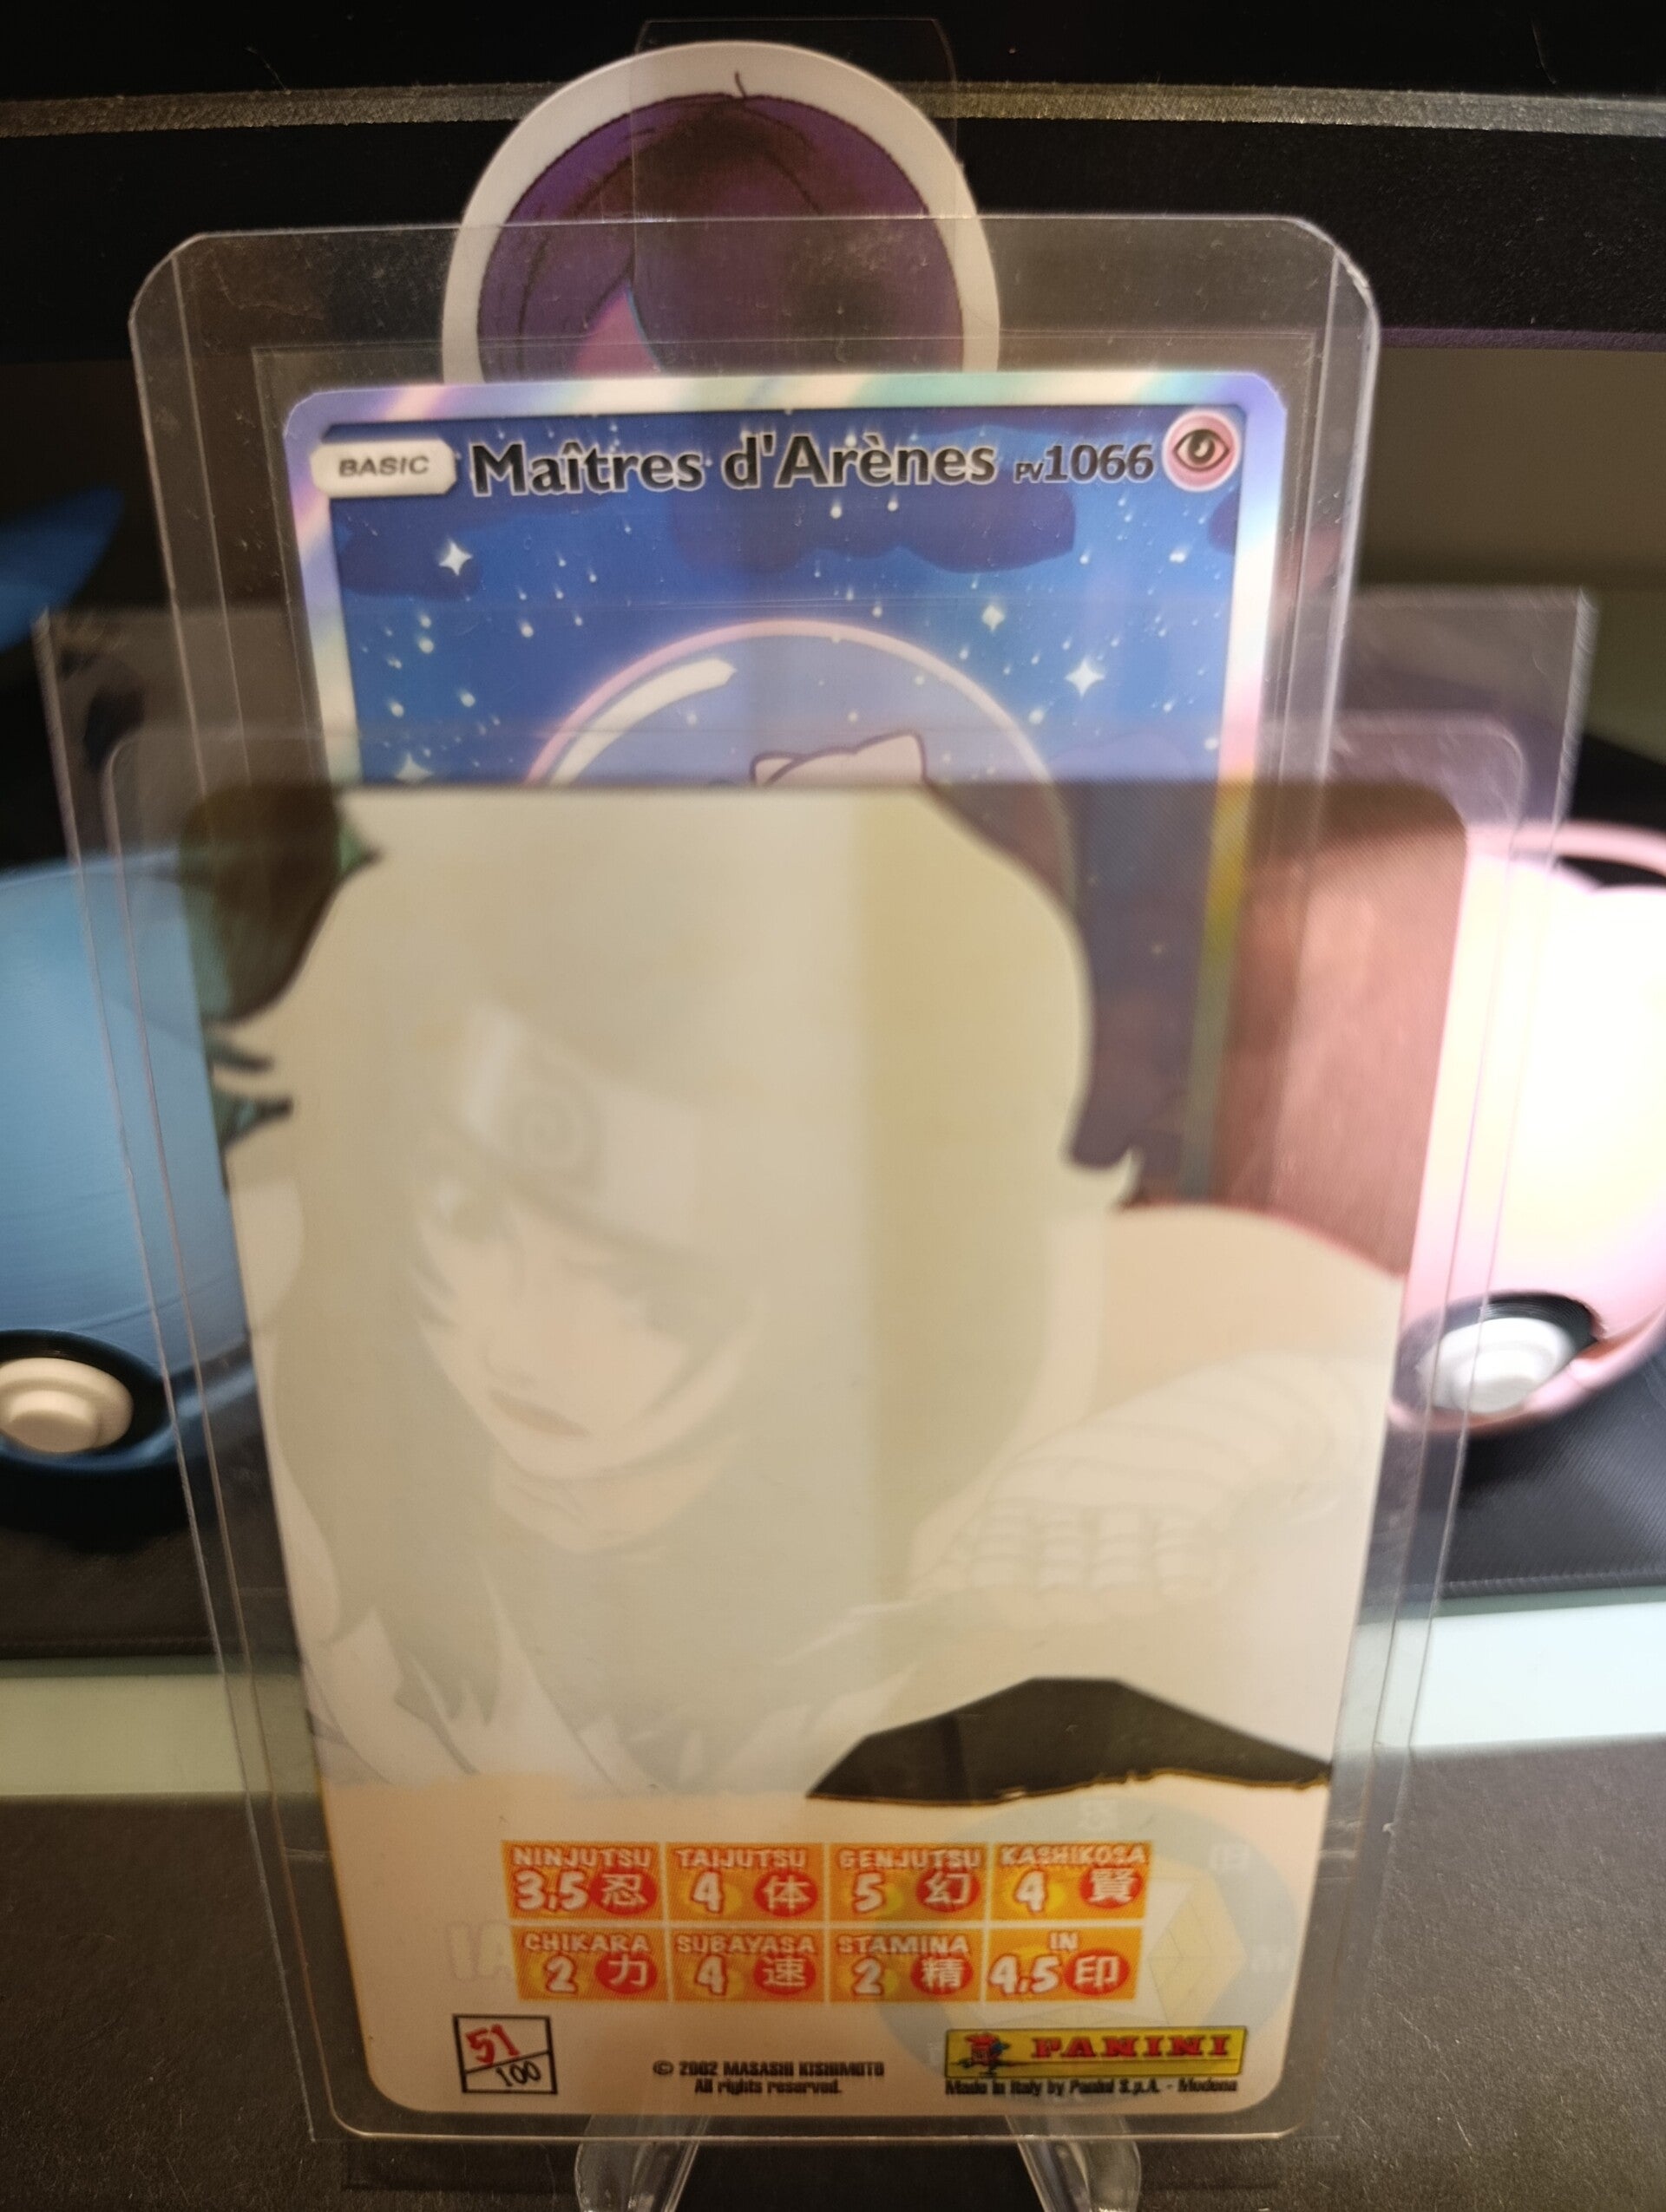 BASIC Maîtres d'Arènes PV1066
NINJUTSU TAIJUTSU GENJUTSU KASHIKOSA
3,5 忍 4 体 5 幻 4 賢
CHIKARA SUBAYASA STAMINA IN
2 力 4 速 2 精 4,5 印
51/100
© 2002 MASASHI KISHIMOTO
All rights reserved.
PANINI
Made in Italy by Panini S.p.A. - Modena